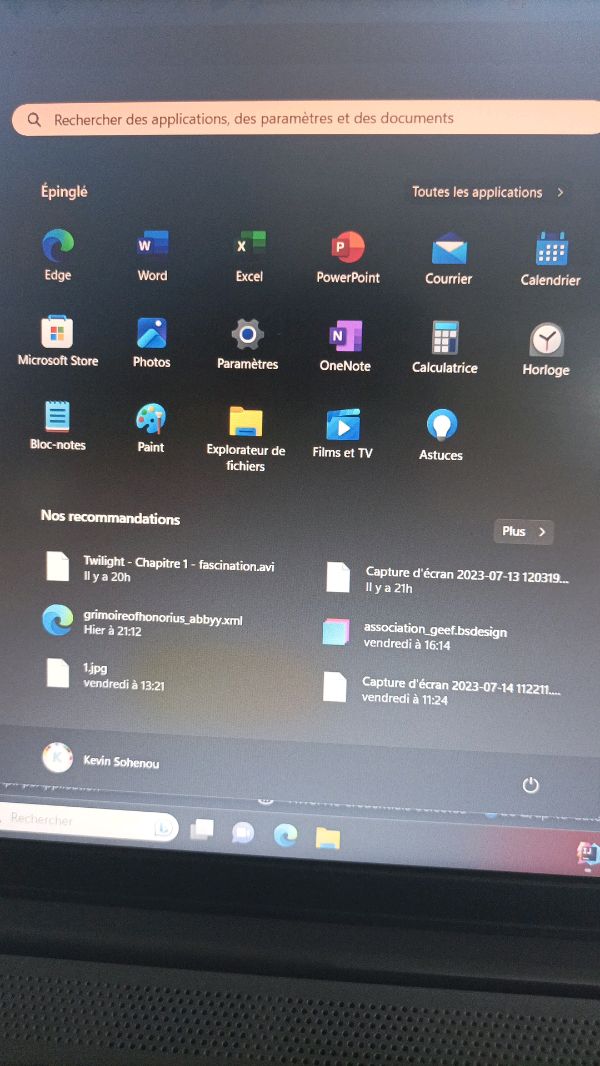 Rechercher des applications, des paramètres et des documents
Épinglé
Toutes les applications >
Edge
Word
Excel
PowerPoint
Courrier
Calendrier
Microsoft Store
Photos
Paramètres
OneNote
Calculatrice
Horloge
Bloc-notes
Paint
Explorateur de
fichiers
Films et TV
Astuces
Nos recommandations
Plus >
Twilight - Chapitre 1 - fascination.avi
Il y a 20h
Capture d'écran 2023-07-13 120319...
Il y a 21h
grimoireofhonorius_abbyy.xml
Hier à 21:12
association_geef.bsdesign
vendredi à 16:14
1.jpg
vendredi à 13:21
Capture d'écran 2023-07-14 112211....
vendredi à 11:24
Kevin Sohenou
Rechercher